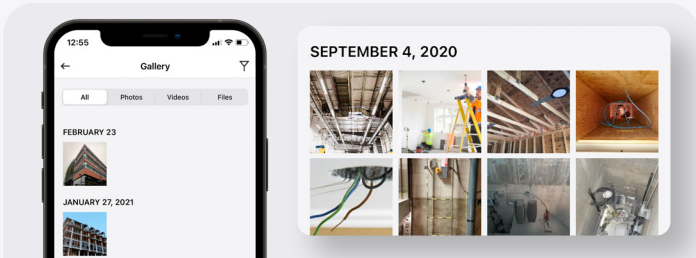 12:55
Gallery
All Photos Videos Files
FEBRUARY 23
JANUARY 27, 2021
SEPTEMBER 4, 2020